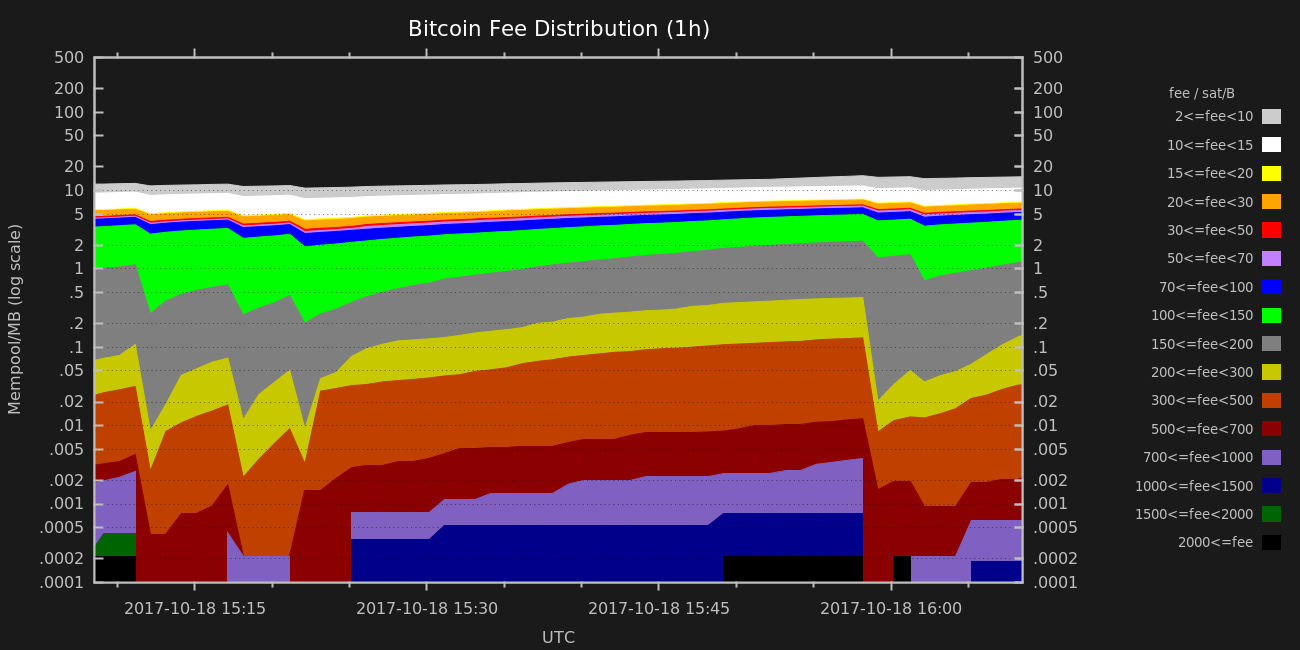 Bitcoin Fee Distribution (1h)
Mempool/MB (log scale)
500
200
100
50
20
10
5
2
1
.5
.2
.1
.05
.02
.01
.005
.002
.001
.0005
.0002
.0001
500
200
100
50
20
10
5
2
1
.5
.2
.1
.05
.02
.01
.005
.002
.001
.0005
.0002
.0001
2017-10-18 15:15 2017-10-18 15:30 2017-10-18 15:45 2017-10-18 16:00
UTC
fee / sat/B
2<=fee<10
10<=fee<15
15<=fee<20
20<=fee<30
30<=fee<50
50<=fee<70
70<=fee<100
100<=fee<150
150<=fee<200
200<=fee<300
300<=fee<500
500<=fee<700
700<=fee<1000
1000<=fee<1500
1500<=fee<2000
2000<=fee